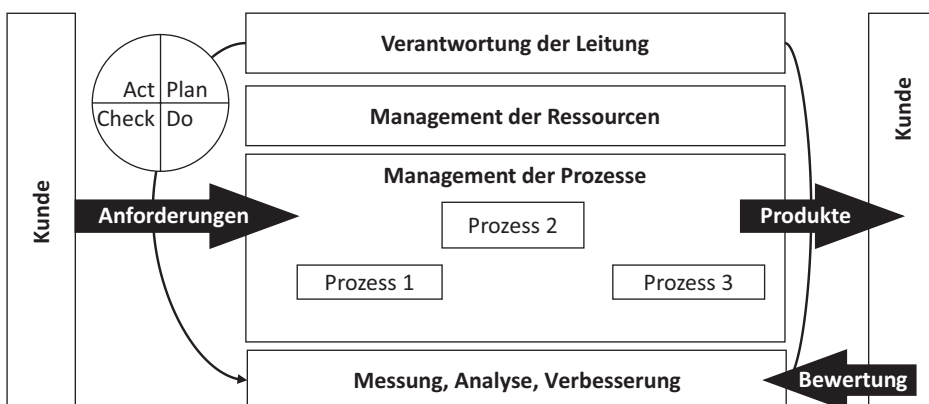 Kunde
Verantwortung der Leitung
Act Plan
Check Do
Management der Ressourcen
Management der Prozesse
Anforderungen
Prozess 2
Produkte
Prozess 1
Prozess 3
Messung, Analyse, Verbesserung
Bewertung
Kunde